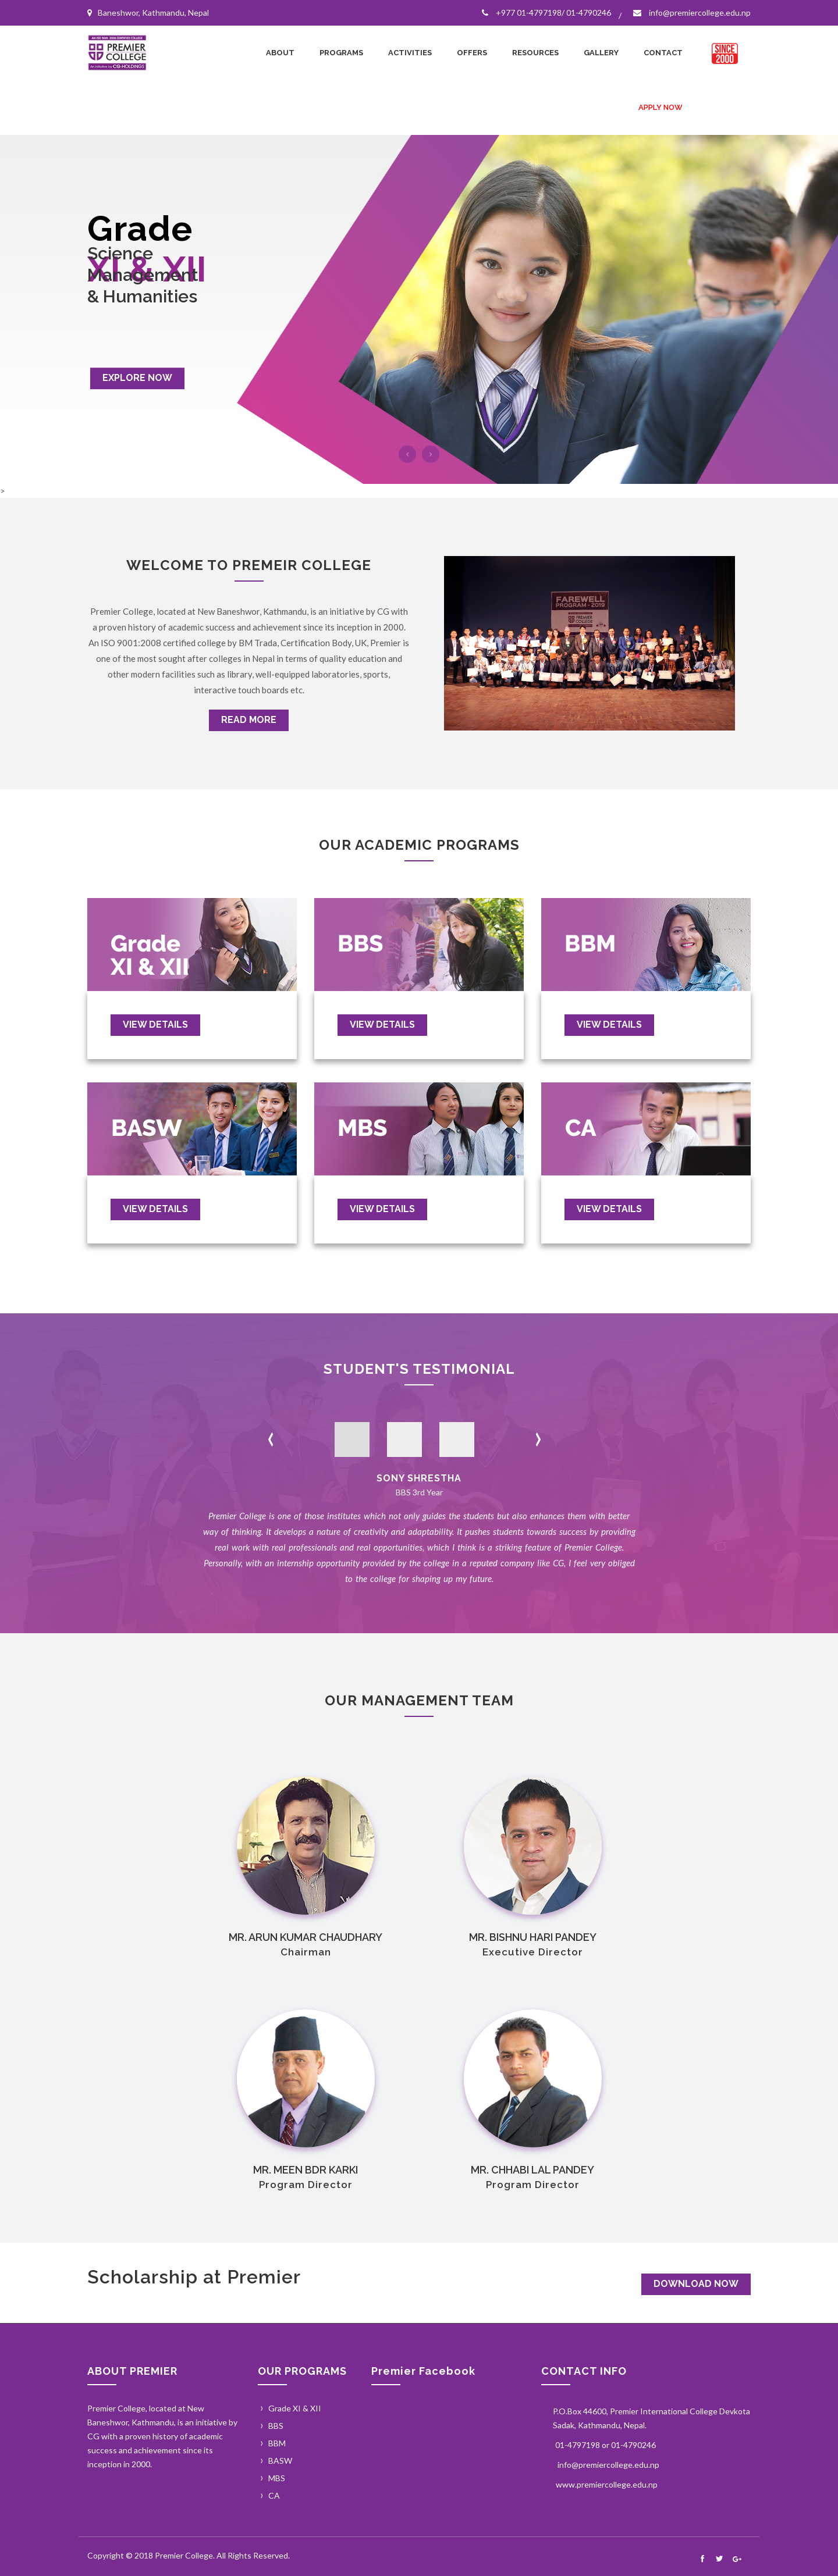 Baneshwor, Kathmandu, Nepal
+977 01-4797198/ 01-4790246 / info@premiercollege.edu.np
PREMIER
COLLEGE
ABOUT PROGRAMS ACTIVITIES OFFERS RESOURCES GALLERY CONTACT
SINCE
2000
APPLY NOW
Grade
XI & XII
Science
Management
& Humanities
EXPLORE NOW
‹ ›
>
WELCOME TO PREMEIR COLLEGE
Premier College, located at New Baneshwor, Kathmandu, is an initiative by CG with
a proven history of academic success and achievement since its inception in 2000.
An ISO 9001:2008 certified college by BM Trada, Certification Body, UK, Premier is
one of the most sought after colleges in Nepal in terms of quality education and
other modern facilities such as library, well-equipped laboratories, sports,
interactive touch boards etc.
READ MORE
FAREWELL
PROGRAM - 2019
OUR ACADEMIC PROGRAMS
Grade
XI & XII
BBS
BBM
VIEW DETAILS
VIEW DETAILS
VIEW DETAILS
BASW
MBS
CA
VIEW DETAILS
VIEW DETAILS
VIEW DETAILS
STUDENT'S TESTIMONIAL
SONY SHRESTHA
BBS 3rd Year
Premier College is one of those institutes which not only guides the students but also enhances them with better
way of thinking. It develops a nature of creativity and adaptability. It pushes students towards success by providing
real work with real professionals and real opportunities, which I think is a striking feature of Premier College.
Personally, with an internship opportunity provided by the college in a reputed company like CG, I feel very obliged
to the college for shaping up my future.
OUR MANAGEMENT TEAM
MR. ARUN KUMAR CHAUDHARY
Chairman
MR. BISHNU HARI PANDEY
Executive Director
MR. MEEN BDR KARKI
Program Director
MR. CHHABI LAL PANDEY
Program Director
Scholarship at Premier
DOWNLOAD NOW
ABOUT PREMIER
Premier College, located at New
Baneshwor, Kathmandu, is an initiative by
CG with a proven history of academic
success and achievement since its
inception in 2000.
OUR PROGRAMS
Grade XI & XII
BBS
BBM
BASW
MBS
CA
Premier Facebook
CONTACT INFO
P.O.Box 44600, Premier International College Devkota
Sadak, Kathmandu, Nepal.
01-4797198 or 01-4790246
info@premiercollege.edu.np
www.premiercollege.edu.np
Copyright © 2018 Premier College. All Rights Reserved.